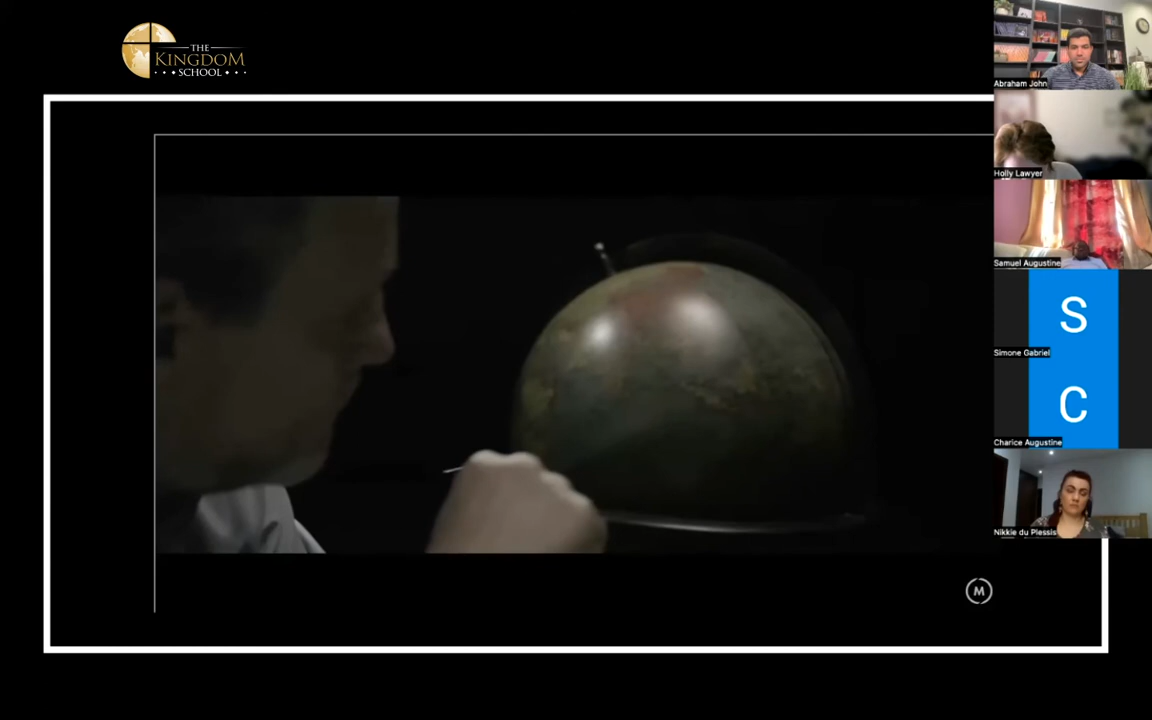 THE
KINGDOM
SCHOOL
Abraham John
Holly Lawyer
Samuel Augustine
S
Simone Gabriel
C
Charice Augustine
Nikkie du Plessis
M